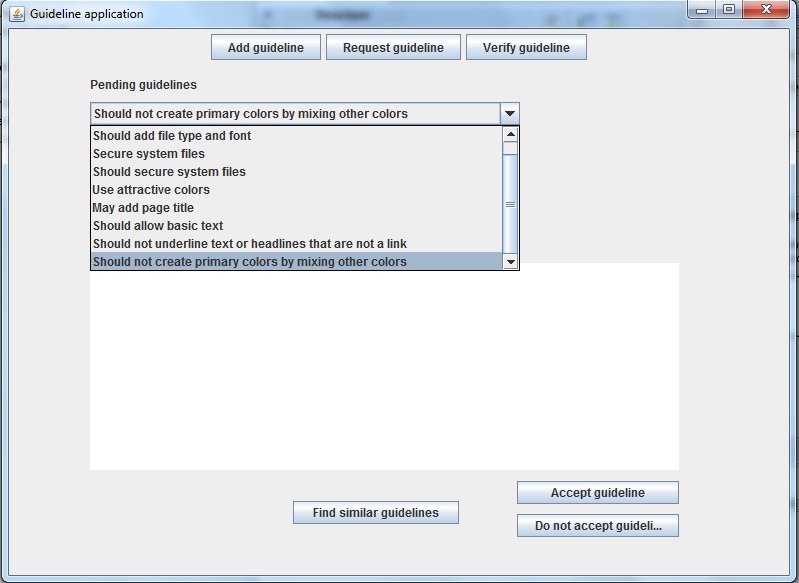 Guideline application
Add guideline
Request guideline
Verify guideline
Pending guidelines
Should not create primary colors by mixing other colors
Should add file type and font
Secure system files
Should secure system files
Use attractive colors
May add page title
Should allow basic text
Should not underline text or headlines that are not a link
Should not create primary colors by mixing other colors
Accept guideline
Find similar guidelines
Do not accept guideli...